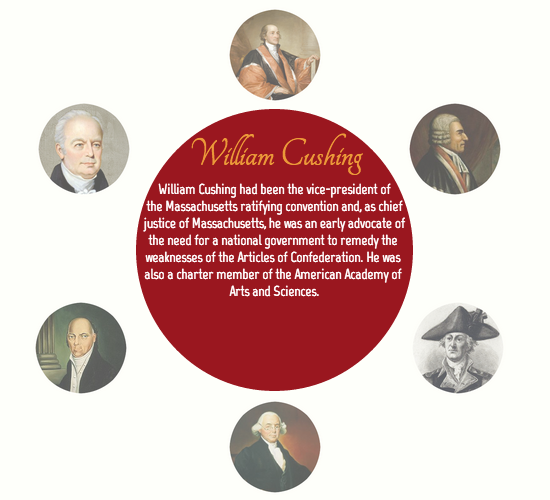 William Cushing
William Cushing had been the vice-president of
the Massachusetts ratifying convention and, as chief
justice of Massachusetts, he was an early advocate of
the need for a national government to remedy the
weaknesses of the Articles of Confederation. He was
also a charter member of the American Academy of
Arts and Sciences.